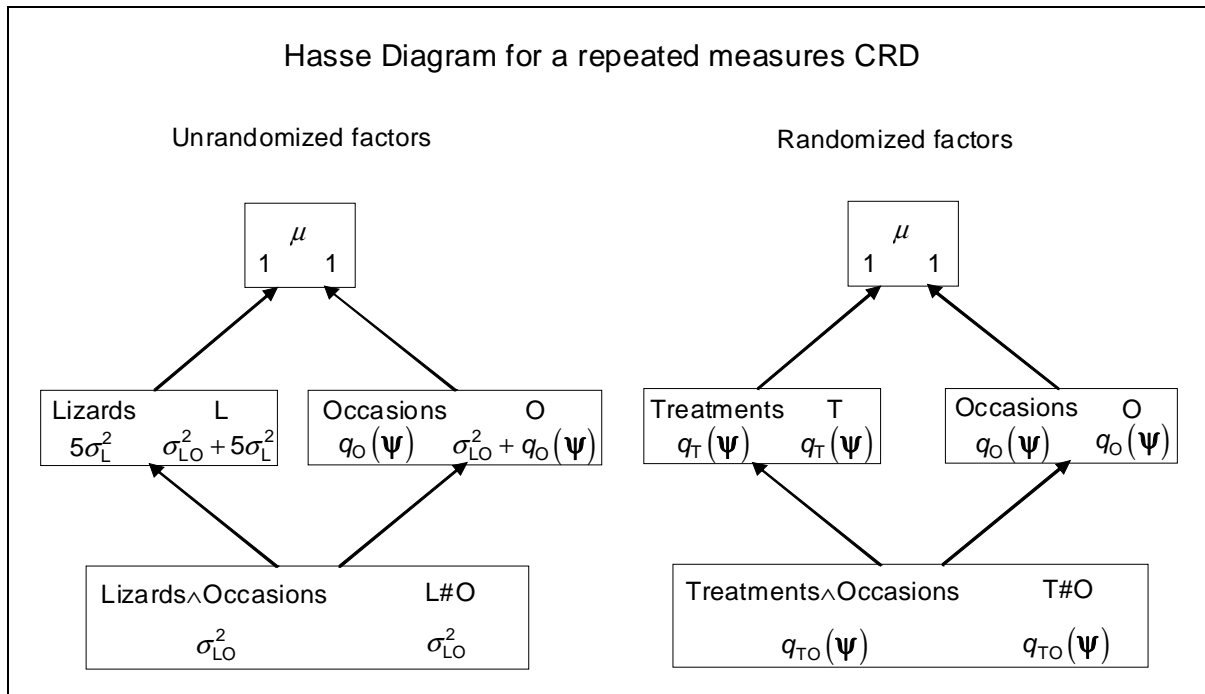 Hasse Diagram for a repeated measures CRD
Unrandomized factors
Randomized factors
μ
1 1
μ
1 1
Lizards L
5σ²_L σ²_LO + 5σ²_L
Occasions O
q_O(Ψ) σ²_LO + q_O(Ψ)
Treatments T
q_T(Ψ) q_T(Ψ)
Occasions O
q_O(Ψ) q_O(Ψ)
Lizards∧Occasions L#O
σ²_LO σ²_LO
Treatments∧Occasions T#O
q_TO(Ψ) q_TO(Ψ)